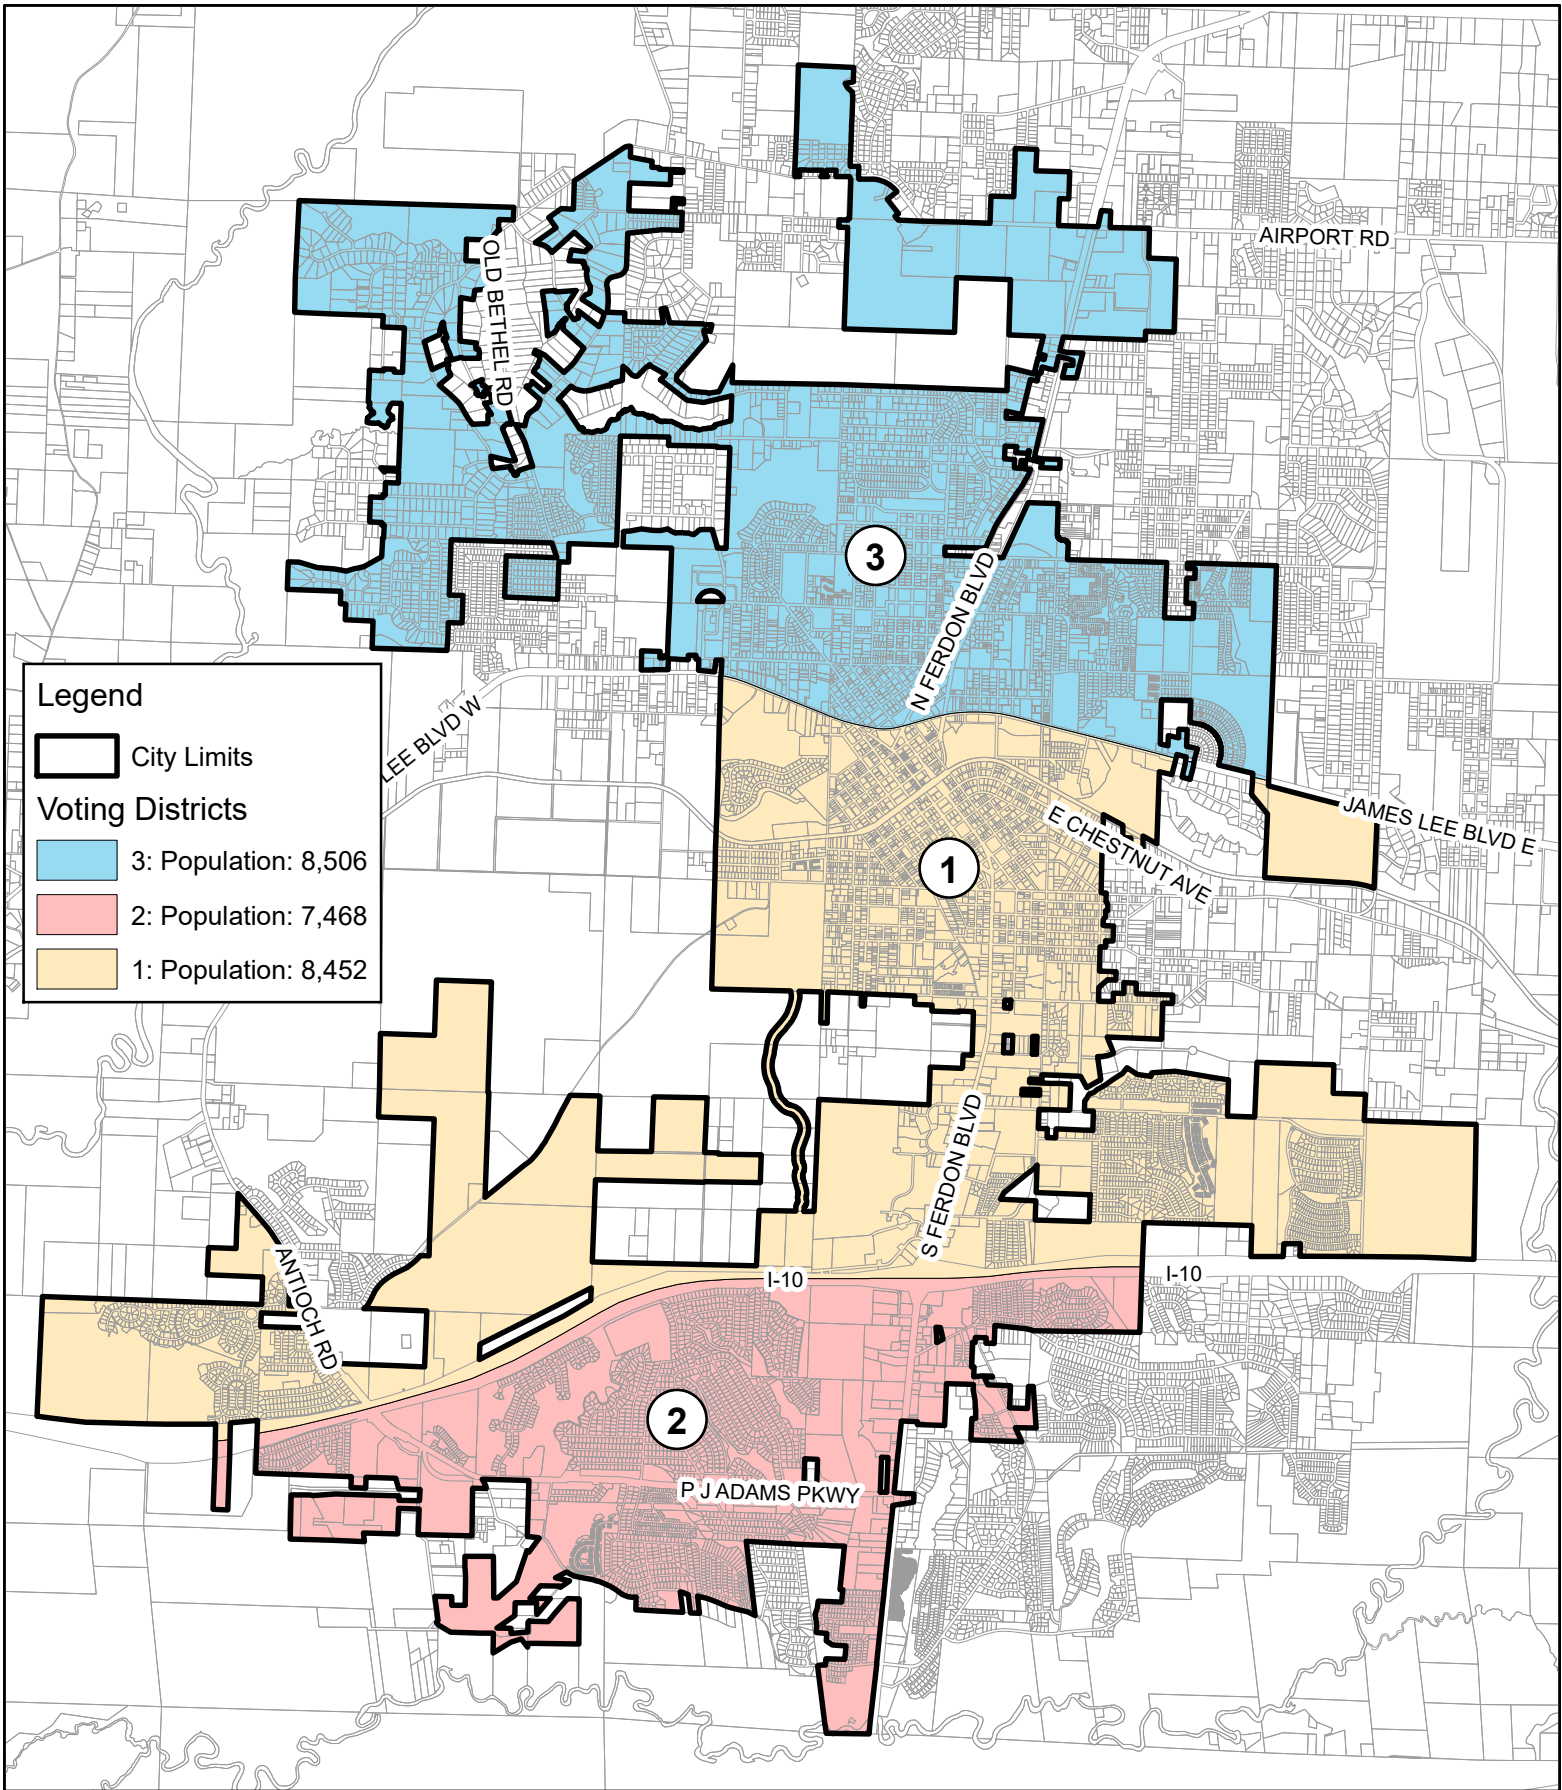 AIRPORT RD
OLD BETHEL RD
3
N FERDON BLVD
Legend
City Limits
Voting Districts
3: Population: 8,506
2: Population: 7,468
1: Population: 8,452
LEE BLVD W
JAMES LEE BLVD E
E CHESTNUT AVE
1
S FERDON BLVD
ANTIOCH RD
I-10
I-10
2
P J ADAMS PKWY